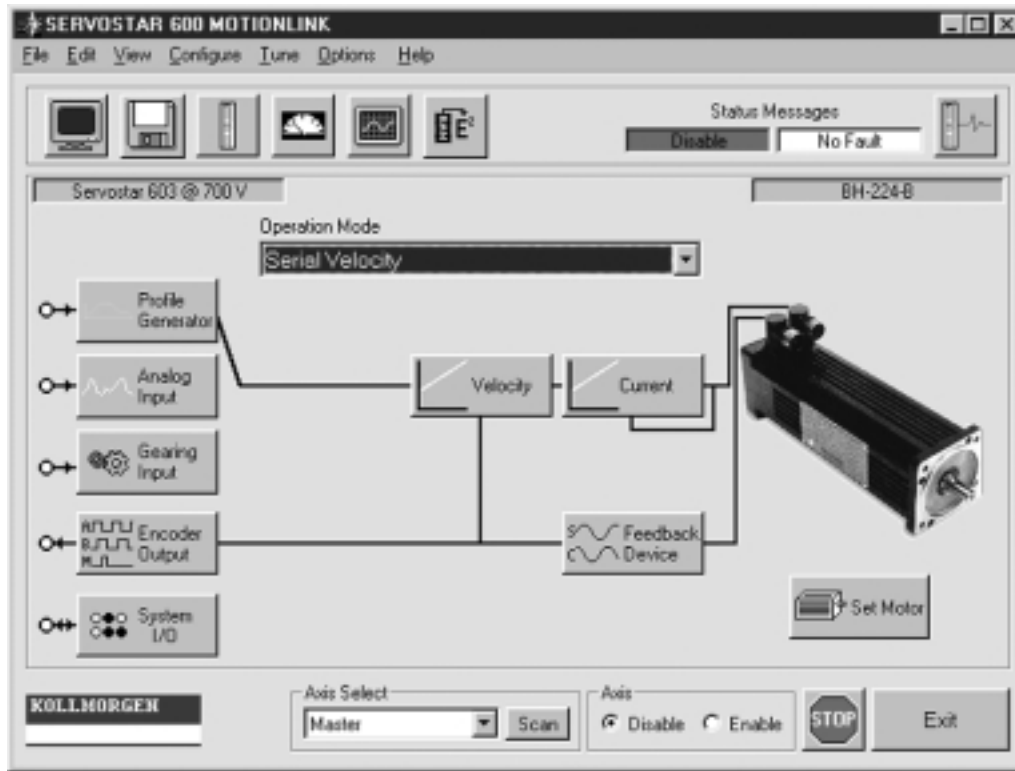 SERVOSTAR 600 MOTIONLINK
File Edit View Configure Tune Options Help
Status Messages
Disable No Fault
E²
Servostar 603 @ 700 V
BH-224-B
Operation Mode
Serial Velocity
Profile
Generator
Analog
Input
Velocity
Current
Gearing
Input
A
B
M
Encoder
Output
S
C
Feedback
Device
System
I/O
Set Motor
KOLLMORGEN
Axis Select
Master
Scan
Axis
Disable Enable
STOP
Exit